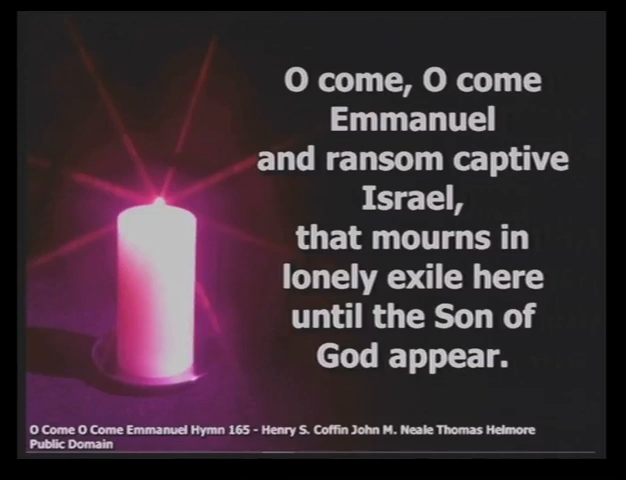 O come, O come
Emmanuel
and ransom captive
Israel,
that mourns in
lonely exile here
until the Son of
God appear.
O Come O Come Emmanuel Hymn 165 - Henry S. Coffin John M. Neale Thomas Helmore
Public Domain